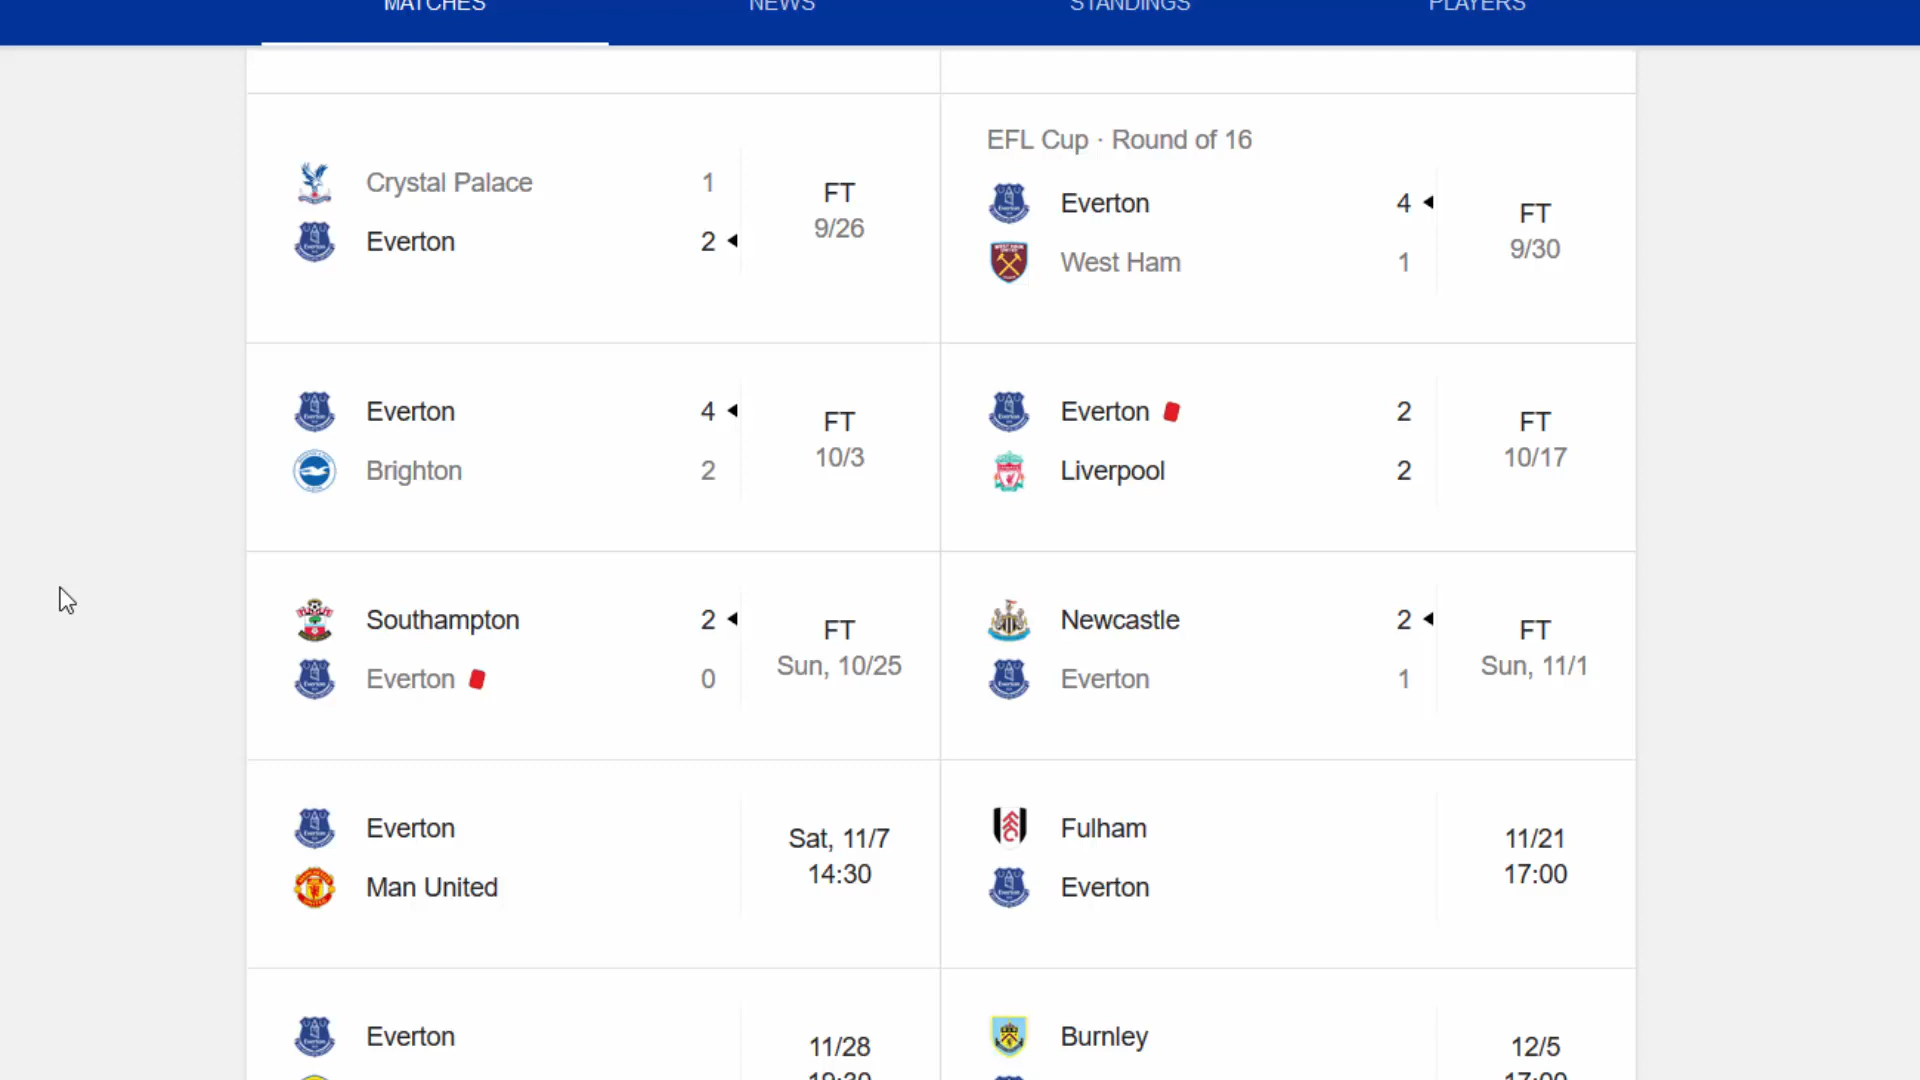 MATCHES
NEWS
STANDINGS
PLAYERS
Crystal Palace 1
Everton 2
FT
9/26
EFL Cup · Round of 16
Everton 4
West Ham 1
FT
9/30
Everton 4
Brighton 2
FT
10/3
Everton 2
Liverpool 2
FT
10/17
Southampton 2
Everton 0
FT
Sun, 10/25
Newcastle 2
Everton 1
FT
Sun, 11/1
Everton
Man United
Sat, 11/7
14:30
Fulham
Everton
11/21
17:00
Everton
11/28
Burnley
12/5
17:00